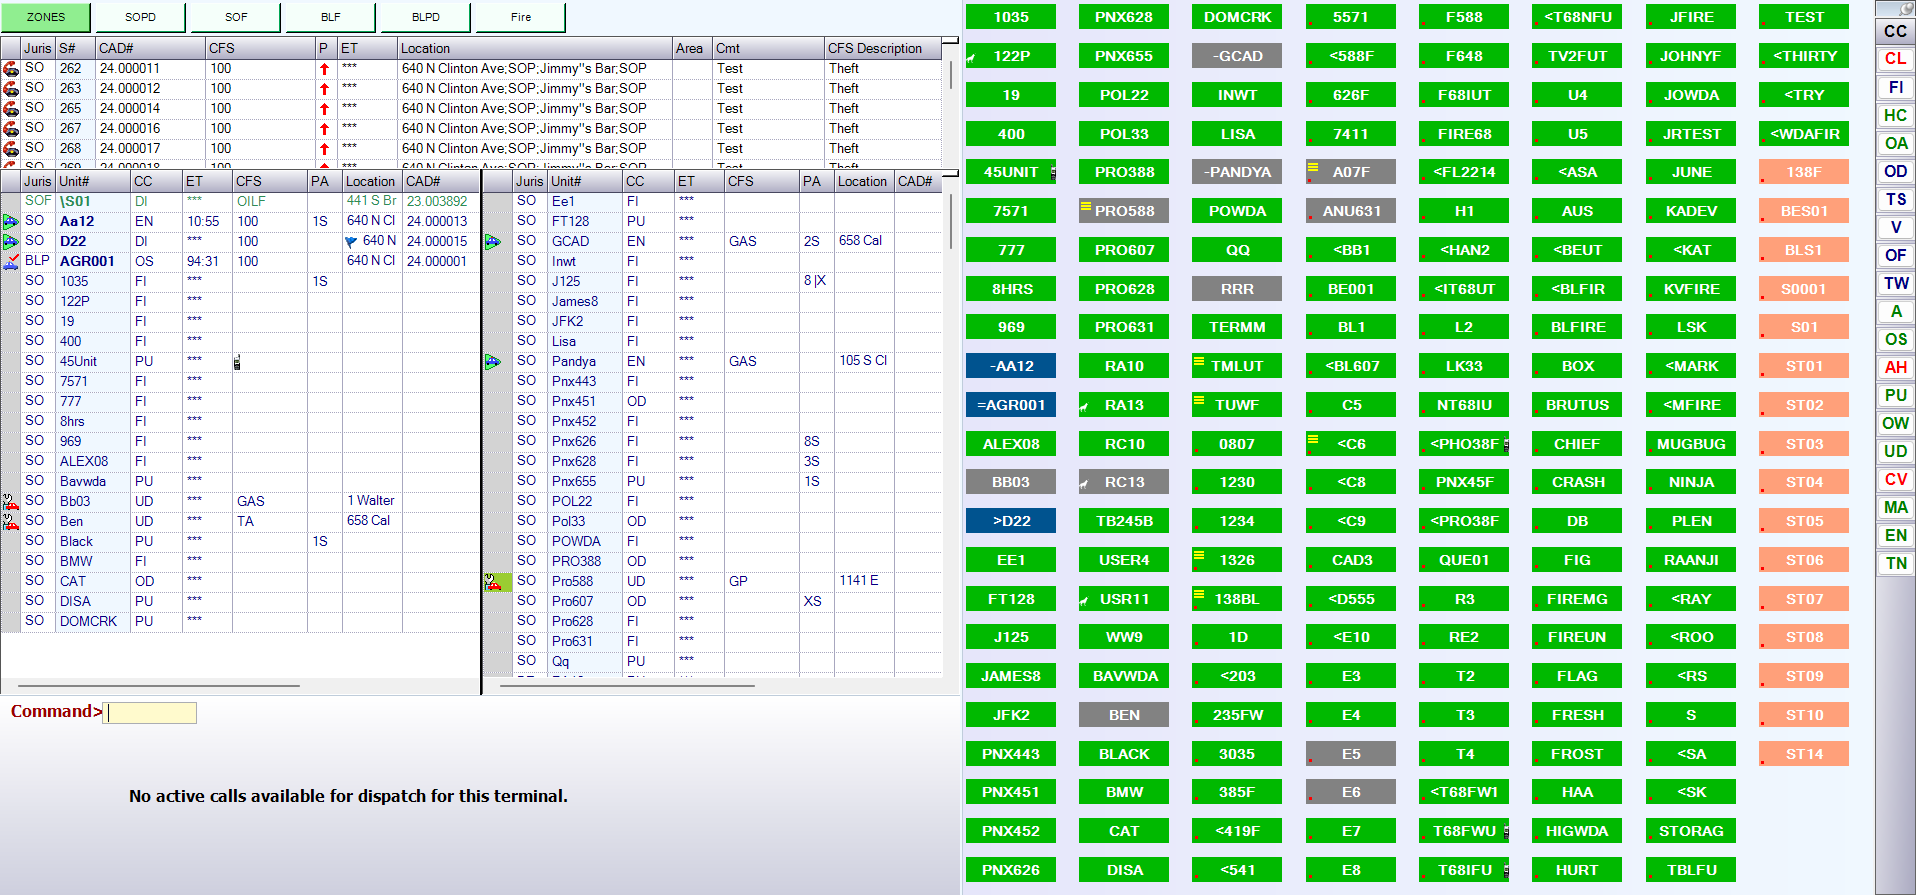 ZONES SOPD SOF BLF BLPD Fire
Juris S# CAD# CFS P ET Location Area Cmt CFS Description
SO 262 24.000011 100 *** 640 N Clinton Ave;SOP;Jimmy"s Bar;SOP Test Theft
SO 263 24.000012 100 *** 640 N Clinton Ave;SOP;Jimmy"s Bar;SOP Test Theft
SO 265 24.000014 100 *** 640 N Clinton Ave;SOP;Jimmy"s Bar;SOP Test Theft
SO 267 24.000016 100 *** 640 N Clinton Ave;SOP;Jimmy"s Bar;SOP Test Theft
SO 268 24.000017 100 *** 640 N Clinton Ave;SOP;Jimmy"s Bar;SOP Test Theft
SO 269 24.000018 100 *** 640 N Clinton Ave;SOP;Jimmy"s Bar;SOP Test Theft
Juris Unit# CC ET CFS PA Location CAD#
SOF \S01 DI *** OILF 441 S Br 23.003892
SO Aa12 EN 10:55 100 1S 640 N Cl 24.000013
SO D22 DI *** 100 640 N 24.000015
BLP AGR001 OS 94:31 100 640 N Cl 24.000001
SO 1035 FI *** 1S
SO 122P FI ***
SO 19 FI ***
SO 400 FI ***
SO 45Unit PU ***
SO 7571 FI ***
SO 777 FI ***
SO 8hrs FI ***
SO 969 FI ***
SO ALEX08 FI ***
SO Bavwda PU ***
SO Bb03 UD *** GAS 1 Walter
SO Ben UD *** TA 658 Cal
SO Black PU *** 1S
SO BMW FI ***
SO CAT OD ***
SO DISA PU ***
SO DOMCRK PU ***
Juris Unit# CC ET CFS PA Location CAD#
SO Ee1 FI ***
SO FT128 PU ***
SO GCAD EN *** GAS 2S 658 Cal
SO Inwt FI ***
SO J125 FI *** 8 |X
SO James8 FI ***
SO JFK2 FI ***
SO Lisa FI ***
SO Pandya EN *** GAS 105 S Cl
SO Pnx443 FI ***
SO Pnx451 OD ***
SO Pnx452 FI ***
SO Pnx626 FI *** 8S
SO Pnx628 FI *** 3S
SO Pnx655 PU *** 1S
SO POL22 FI ***
SO Pol33 OD ***
SO POWDA FI ***
SO PRO388 OD ***
SO Pro588 UD *** GP 1141 E
SO Pro607 OD *** XS
SO Pro628 FI ***
SO Pro631 FI ***
SO Qq PU ***
Command>
No active calls available for dispatch for this terminal.
1035 PNX628 DOMCRK 5571 F588 <T68NFU JFIRE TEST
122P PNX655 -GCAD <588F F648 TV2FUT JOHNYF <THIRTY
19 POL22 INWT 626F F68IUT U4 JOWDA <TRY
400 POL33 LISA 7411 FIRE68 U5 JRTEST <WDAFIR
45UNIT PRO388 -PANDYA A07F <FL2214 <ASA JUNE 138F
7571 PRO588 POWDA ANU631 H1 AUS KADEV BES01
777 PRO607 QQ <BB1 <HAN2 <BEUT <KAT BLS1
8HRS PRO628 RRR BE001 <IT68UT <BLFIR KVFIRE S0001
969 PRO631 TERMM BL1 L2 BLFIRE LSK S01
-AA12 RA10 TMLUT <BL607 LK33 BOX <MARK ST01
=AGR001 RA13 TUWF C5 NT68IU BRUTUS <MFIRE ST02
ALEX08 RC10 0807 <C6 <PHO38F CHIEF MUGBUG ST03
BB03 RC13 1230 <C8 PNX45F CRASH NINJA ST04
>D22 TB245B 1234 <C9 <PRO38F DB PLEN ST05
EE1 USER4 1326 CAD3 QUE01 FIG RAANJI ST06
FT128 USR11 138BL <D555 R3 FIREMG <RAY ST07
J125 WW9 1D <E10 RE2 FIREUN <ROO ST08
JAMES8 BAVWDA <203 E3 T2 FLAG <RS ST09
JFK2 BEN 235FW E4 T3 FRESH S ST10
PNX443 BLACK 3035 E5 T4 FROST <SA ST14
PNX451 BMW 385F E6 <T68FW1 HAA <SK
PNX452 CAT <419F E7 T68FWU HIGWDA STORAG
PNX626 DISA <541 E8 T68IFU HURT TBLFU
CC
CL
FI
HC
OA
OD
TS
V
OF
TW
A
OS
AH
PU
OW
UD
CV
MA
EN
TN